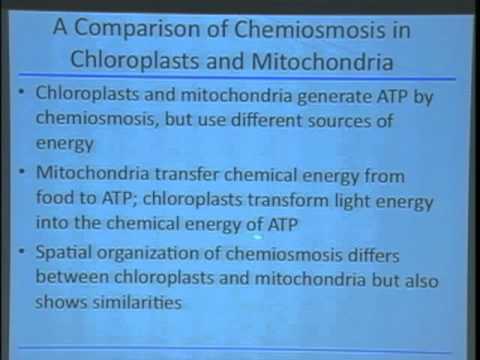 A Comparison of Chemiosmosis in
Chloroplasts and Mitochondria
• Chloroplasts and mitochondria generate ATP by
chemiosmosis, but use different sources of
energy
• Mitochondria transfer chemical energy from
food to ATP; chloroplasts transform light energy
into the chemical energy of ATP
• Spatial organization of chemiosmosis differs
between chloroplasts and mitochondria but also
shows similarities